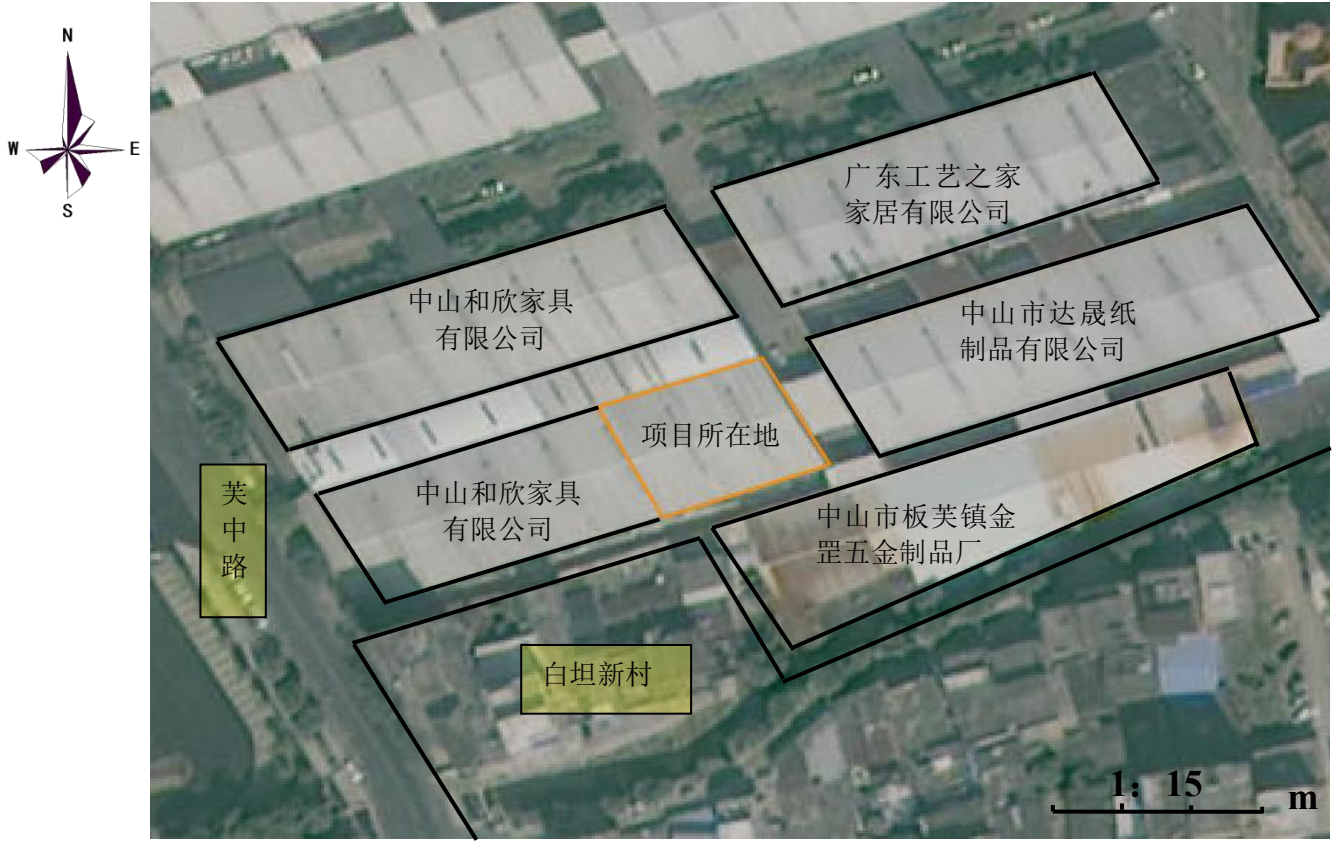 N
W
E
S
广东工艺之家
家居有限公司
中山和欣家具
有限公司
中山市达晟纸
制品有限公司
项目所在地
中山和欣家具
有限公司
芙
中
路
中山市板芙镇金
罡五金制品厂
白坦新村
1：15
m